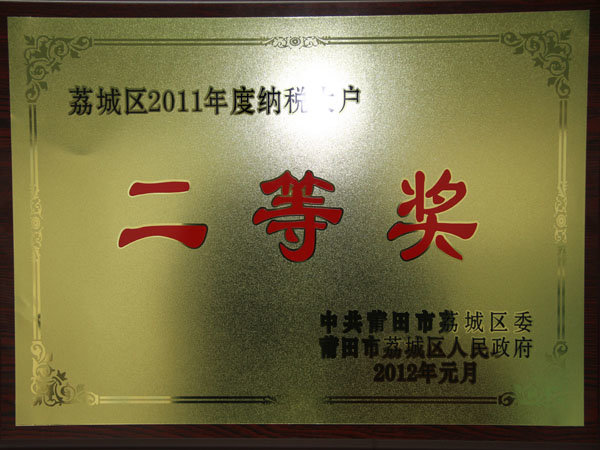 荔城区2011年度纳税大户
二等奖
中共莆田市荔城区委
莆田市荔城区人民政府
2012年元月